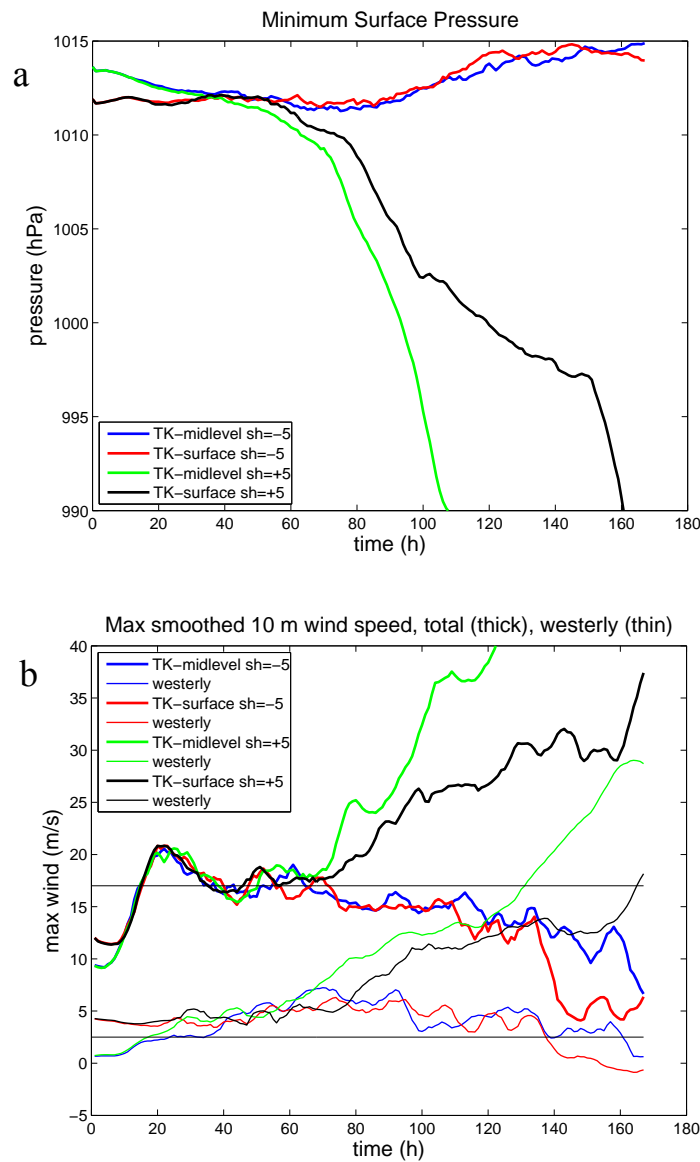 Minimum Surface Pressure
a
1015
1010
1005
1000
995
990
pressure (hPa)
TK−midlevel sh=−5
TK−surface sh=−5
TK−midlevel sh=+5
TK−surface sh=+5
0 20 40 60 80 100 120 140 160 180
time (h)
Max smoothed 10 m wind speed, total (thick), westerly (thin)
b
40
35
30
25
20
15
10
5
0
−5
max wind (m/s)
TK−midlevel sh=−5
westerly
TK−surface sh=−5
westerly
TK−midlevel sh=+5
westerly
TK−surface sh=+5
westerly
0 20 40 60 80 100 120 140 160 180
time (h)